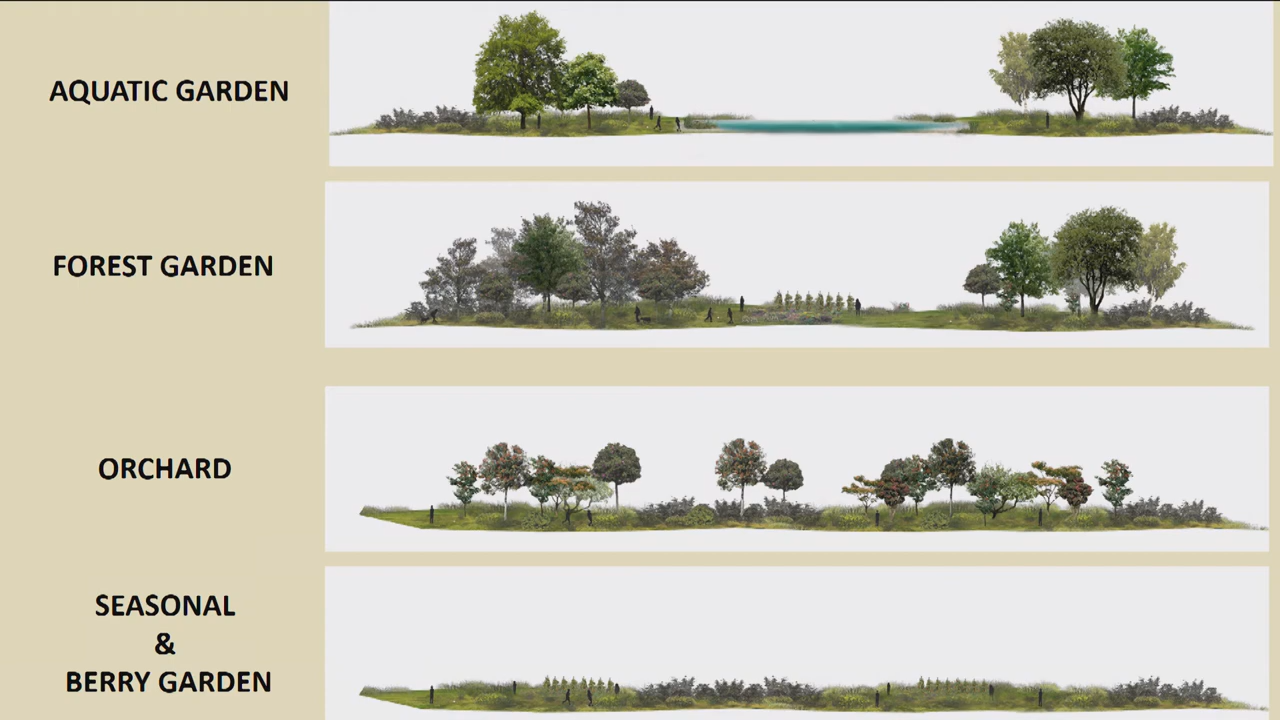 AQUATIC GARDEN
FOREST GARDEN
ORCHARD
SEASONAL
&
BERRY GARDEN